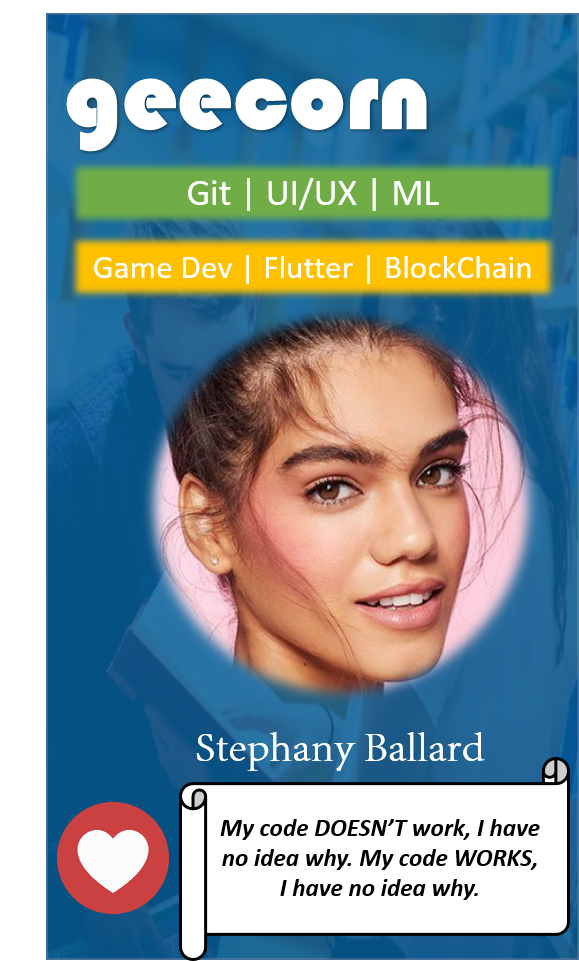 geecorn
Git | UI/UX | ML
Game Dev | Flutter | BlockChain
Stephany Ballard
My code DOESN’T work, I have
no idea why. My code WORKS,
I have no idea why.